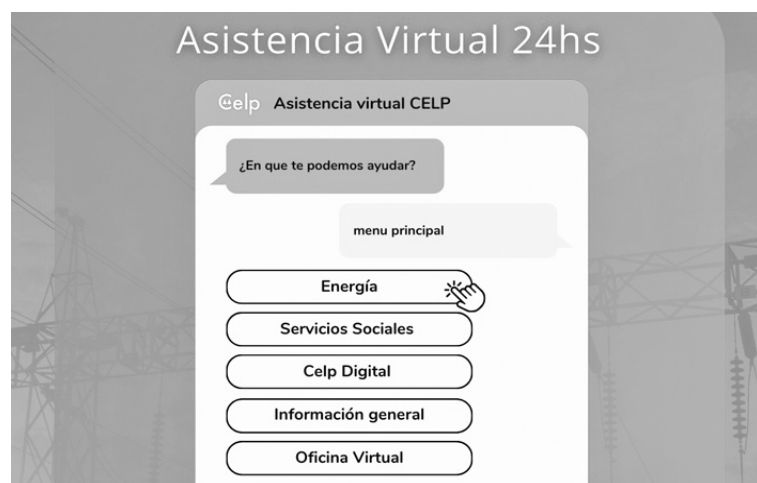 Asistencia Virtual 24hs
Celp Asistencia virtual CELP
¿En que te podemos ayudar?
menu principal
Energía
Servicios Sociales
Celp Digital
Información general
Oficina Virtual